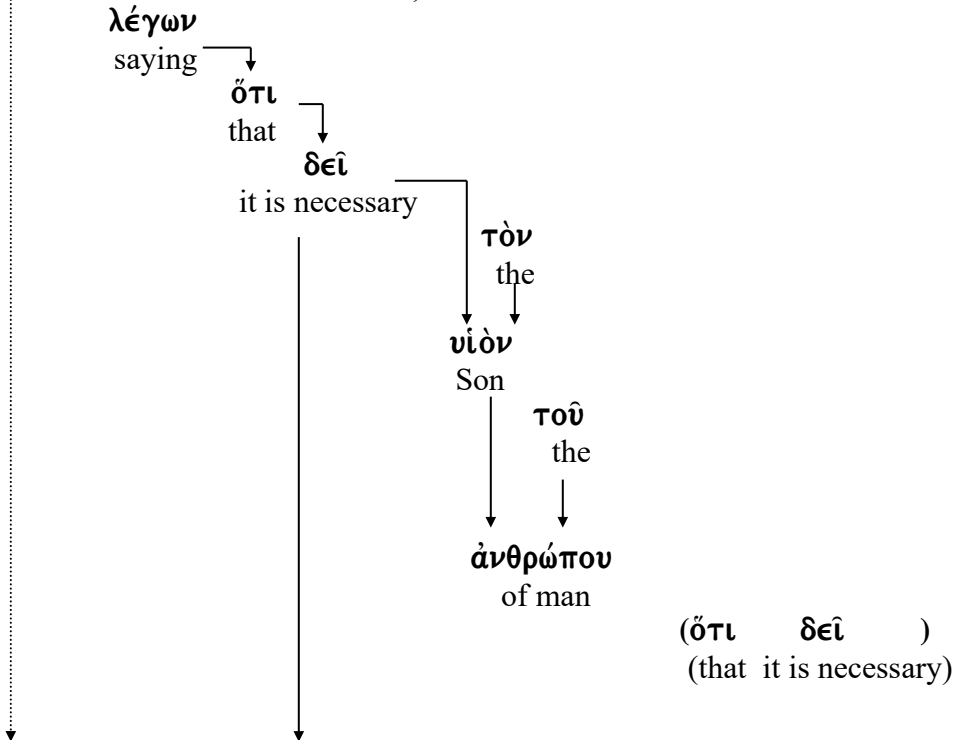 λέγων
saying
ὅτι
that
δεῖ
it is necessary
τὸν
the
υἱὸν
Son
τοῦ
the
ἀνθρώπου
of man
(ὅτι δεῖ )
(that it is necessary)